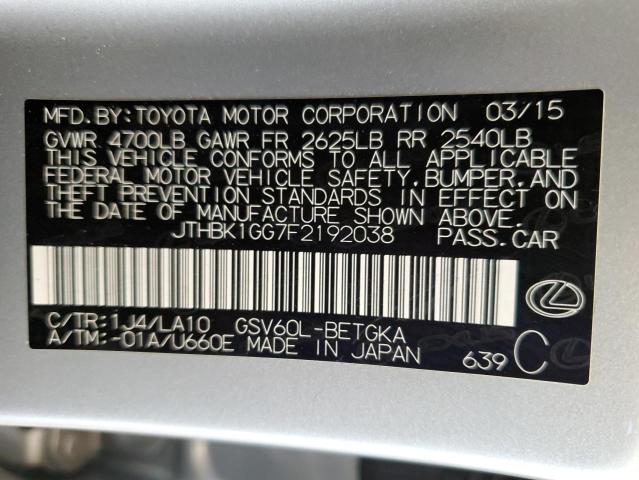 MFD.BY:TOYOTA MOTOR CORPORATION 03/15
GVWR 4700LB GAWR FR 2625LB RR 2540LB
THIS VEHICLE CONFORMS TO ALL APPLICABLE
FEDERAL MOTOR VEHICLE SAFETY,BUMPER,AND
THEFT PREVENTION STANDARDS IN EFFECT ON
THE DATE OF MANUFACTURE SHOWN ABOVE.
JTHBK1GG7F2192038 PASS.CAR
C/TR:1J4/LA10 GSV60L-BETGKA
A/TM:-01A/U660E MADE IN JAPAN 639 C